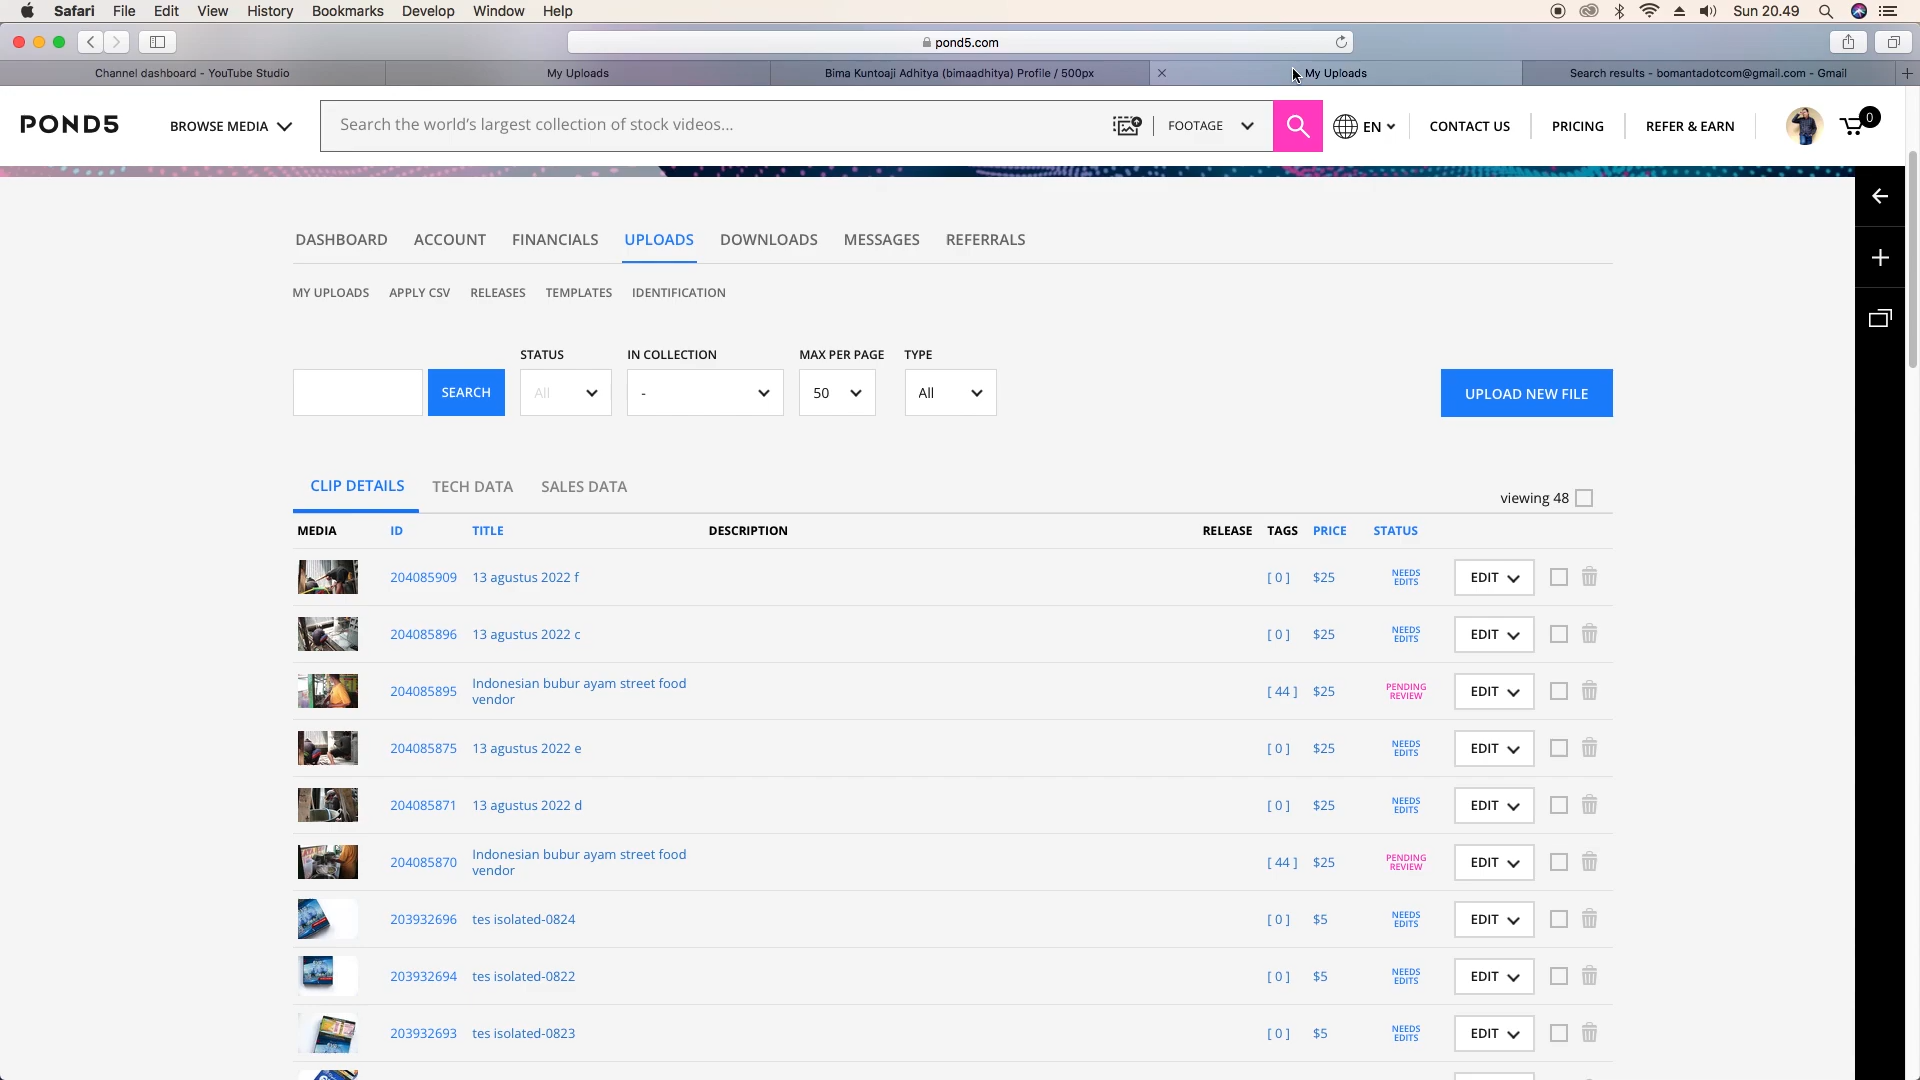 Safari File Edit View History Bookmarks Develop Window Help Sun 20.49
pond5.com
Channel dashboard - YouTube Studio My Uploads Bima Kuntoaji Adhitya (bimaadhitya) Profile / 500px My Uploads Search results - bomantadotcom@gmail.com - Gmail
POND5 BROWSE MEDIA Search the world's largest collection of stock videos... FOOTAGE EN CONTACT US PRICING REFER & EARN 0
DASHBOARD ACCOUNT FINANCIALS UPLOADS DOWNLOADS MESSAGES REFERRALS
MY UPLOADS APPLY CSV RELEASES TEMPLATES IDENTIFICATION
STATUS IN COLLECTION MAX PER PAGE TYPE
SEARCH All - 50 All UPLOAD NEW FILE
CLIP DETAILS TECH DATA SALES DATA viewing 48
MEDIA ID TITLE DESCRIPTION RELEASE TAGS PRICE STATUS
204085909 13 agustus 2022 f [ 0 ] $25 NEEDS EDITS EDIT
204085896 13 agustus 2022 c [ 0 ] $25 NEEDS EDITS EDIT
204085895 Indonesian bubur ayam street food vendor [ 44 ] $25 PENDING REVIEW EDIT
204085875 13 agustus 2022 e [ 0 ] $25 NEEDS EDITS EDIT
204085871 13 agustus 2022 d [ 0 ] $25 NEEDS EDITS EDIT
204085870 Indonesian bubur ayam street food vendor [ 44 ] $25 PENDING REVIEW EDIT
203932696 tes isolated-0824 [ 0 ] $5 NEEDS EDITS EDIT
203932694 tes isolated-0822 [ 0 ] $5 NEEDS EDITS EDIT
203932693 tes isolated-0823 [ 0 ] $5 NEEDS EDITS EDIT